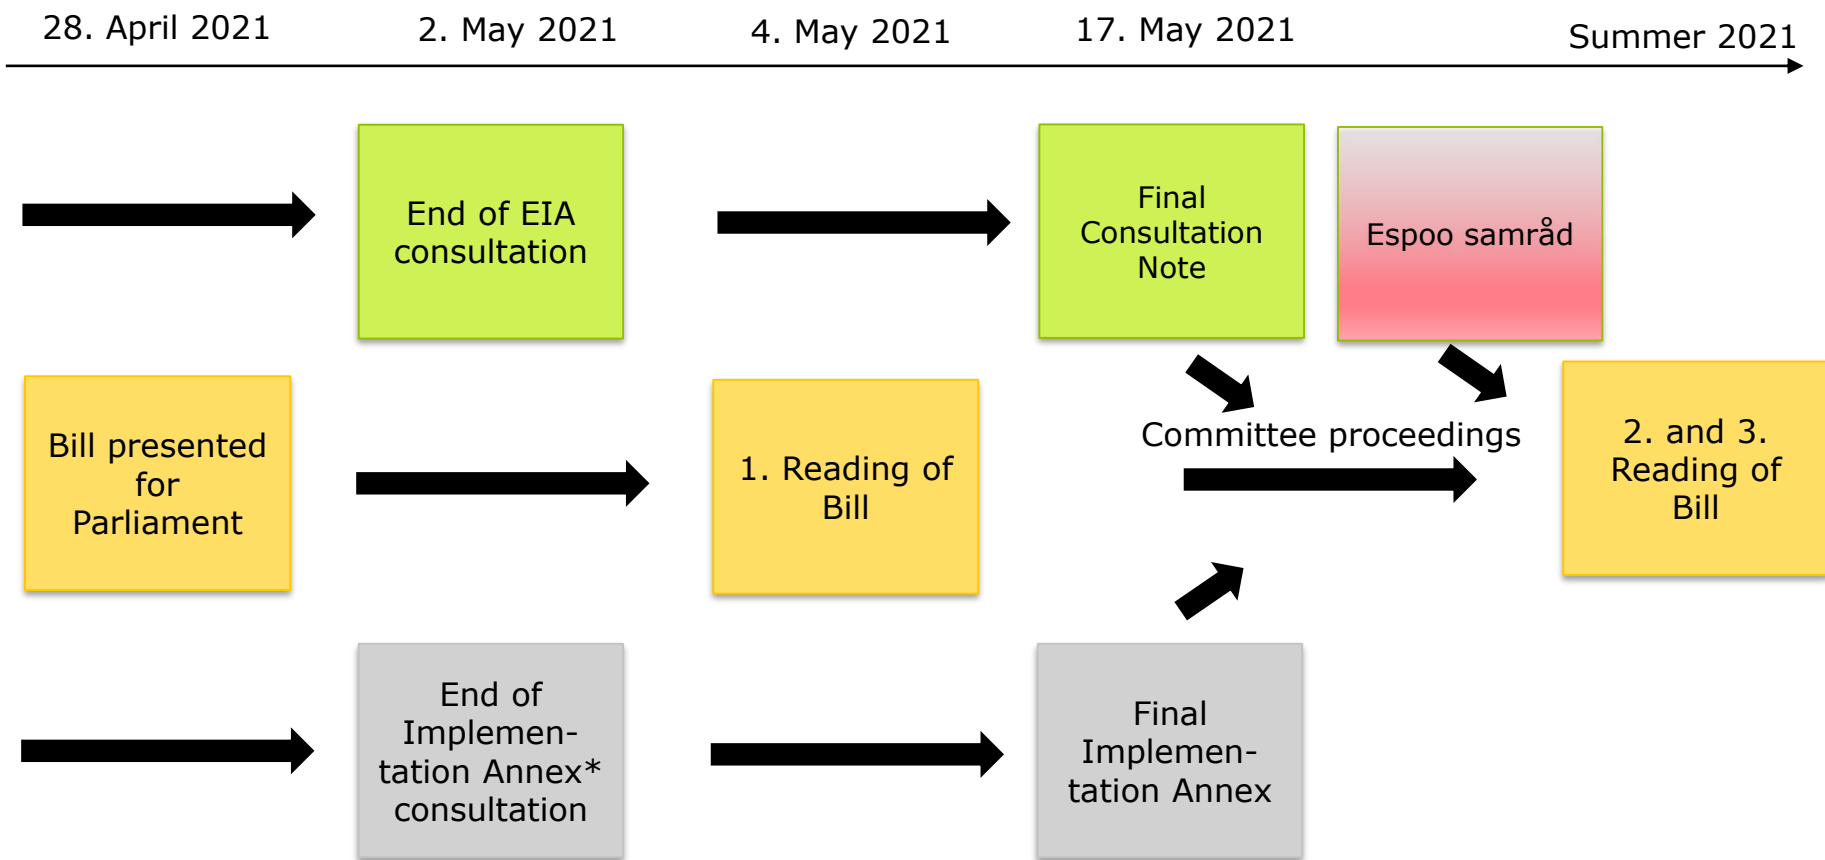 28. April 2021
2. May 2021
4. May 2021
17. May 2021
Summer 2021
End of EIA
consultation
Final
Consultation
Note
Espoo samråd
Bill presented
for
Parliament
1. Reading of
Bill
Committee proceedings
2. and 3.
Reading of
Bill
End of
Implemen-
tation Annex*
consultation
Final
Implemen-
tation Annex